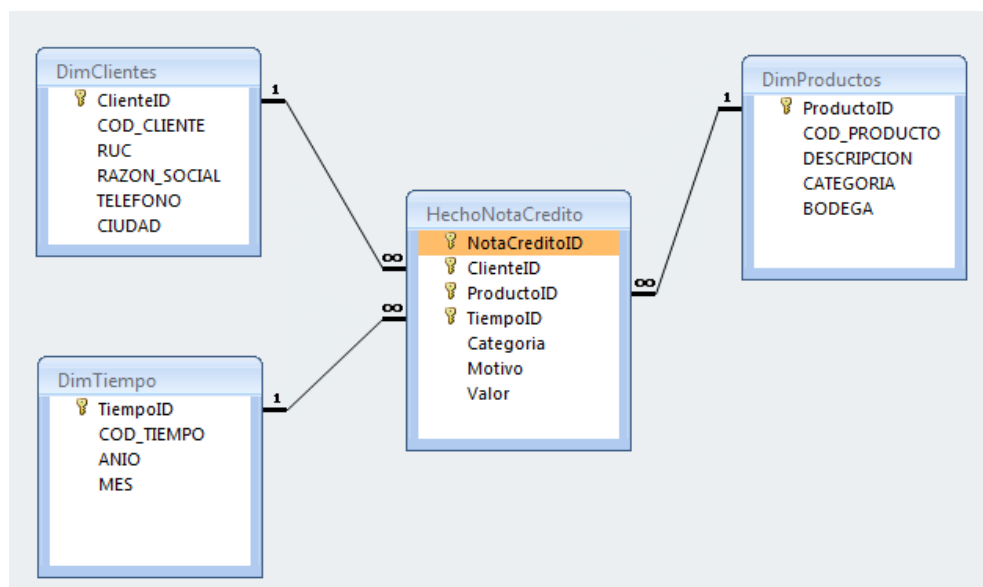 DimClientes
ClienteID
COD_CLIENTE
RUC
RAZON_SOCIAL
TELEFONO
CIUDAD
1
∞
HechoNotaCredito
NotaCreditoID
ClienteID
ProductoID
TiempoID
Categoria
Motivo
Valor
∞
∞
1
DimProductos
ProductoID
COD_PRODUCTO
DESCRIPCION
CATEGORIA
BODEGA
DimTiempo
TiempoID
COD_TIEMPO
ANIO
MES
1